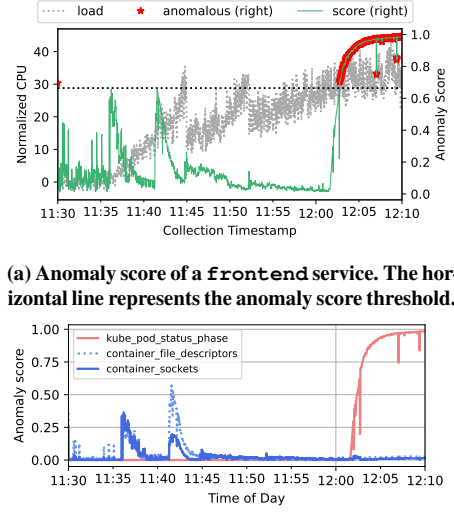 load anomalous (right) score (right)
40
30
20
10
0
Normalized CPU
1.0
0.8
0.6
0.4
0.2
0.0
Anomaly Score
11:30 11:35 11:40 11:45 11:50 11:55 12:00 12:05 12:10
Collection Timestamp
(a) Anomaly score of a frontend service. The hor-
izontal line represents the anomaly score threshold.
1.00
0.75
0.50
0.25
0.00
Anomaly score
kube_pod_status_phase
container_file_descriptors
container_sockets
11:30 11:35 11:40 11:45 11:50 11:55 12:00 12:05 12:10
Time of Day